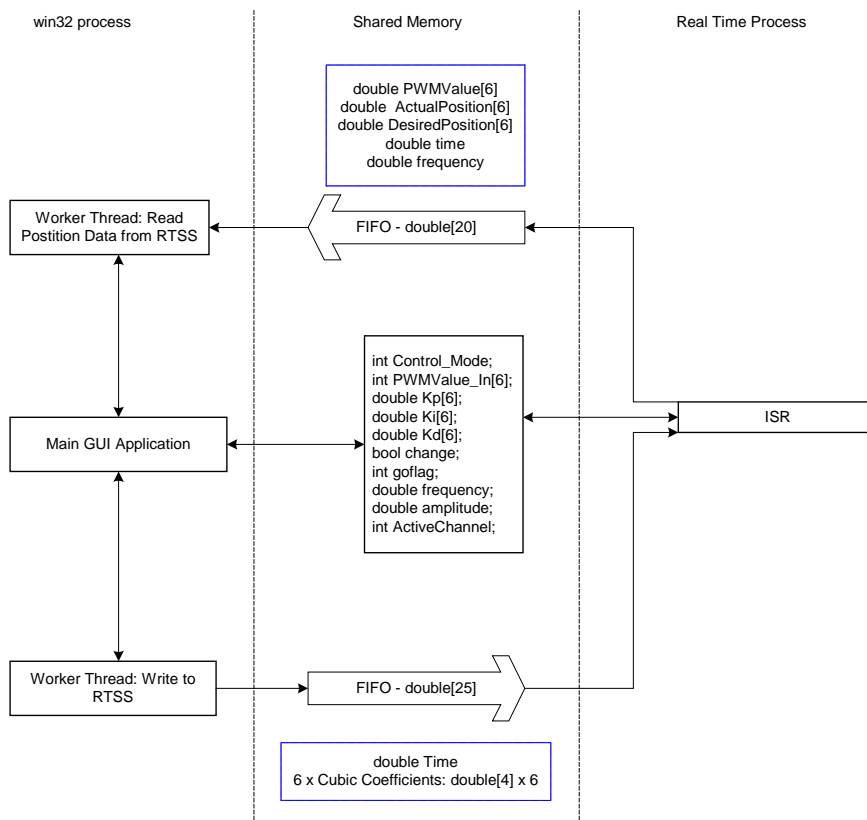 win32 process
Shared Memory
Real Time Process
double PWMValue[6]
double ActualPosition[6]
double DesiredPosition[6]
double time
double frequency
Worker Thread: Read
Postition Data from RTSS
FIFO - double[20]
int Control_Mode;
int PWMValue_In[6];
double Kp[6];
double Ki[6];
double Kd[6];
bool change;
int goflag;
double frequency;
double amplitude;
int ActiveChannel;
Main GUI Application
ISR
Worker Thread: Write to
RTSS
FIFO - double[25]
double Time
6 x Cubic Coefficients: double[4] x 6